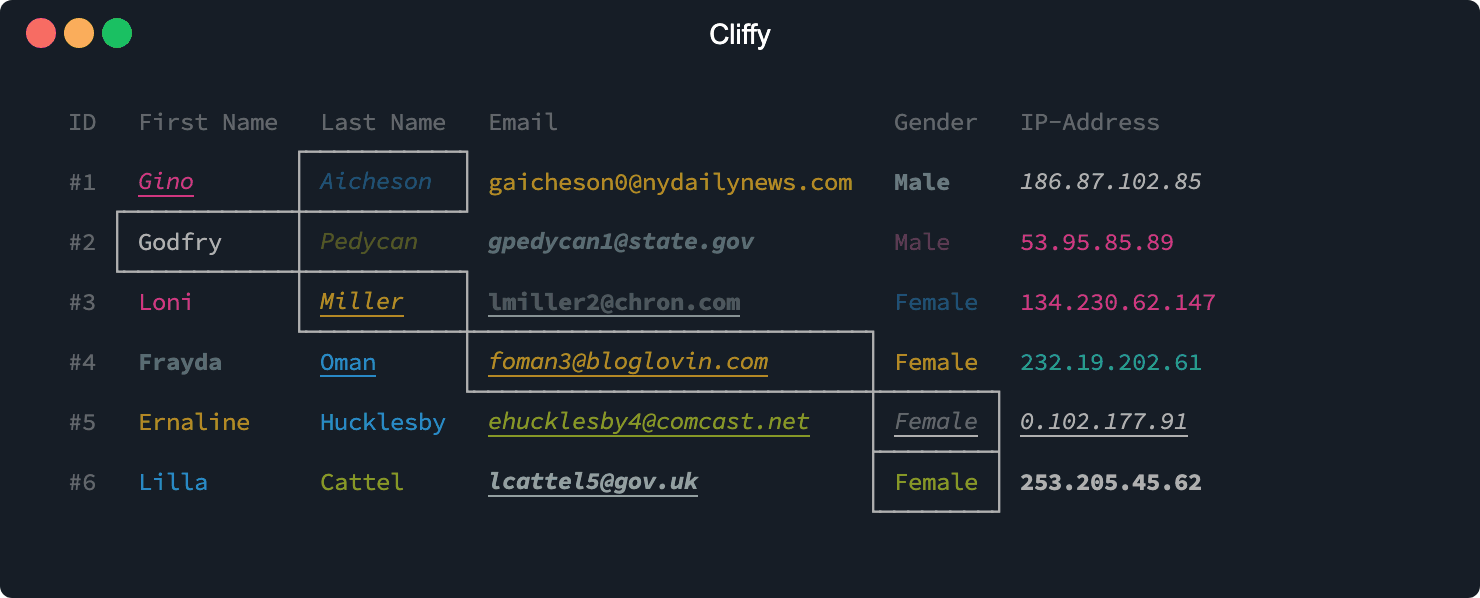 Cliffy
ID First Name Last Name Email Gender IP-Address
#1 Gino Aicheson gaicheson0@nydailynews.com Male 186.87.102.85
#2 Godfry Pedycan gpedycan1@state.gov Male 53.95.85.89
#3 Loni Miller lmiller2@chron.com Female 134.230.62.147
#4 Frayda Oman foman3@bloglovin.com Female 232.19.202.61
#5 Ernaline Hucklesby ehucklesby4@comcast.net Female 0.102.177.91
#6 Lilla Cattel lcattel5@gov.uk Female 253.205.45.62